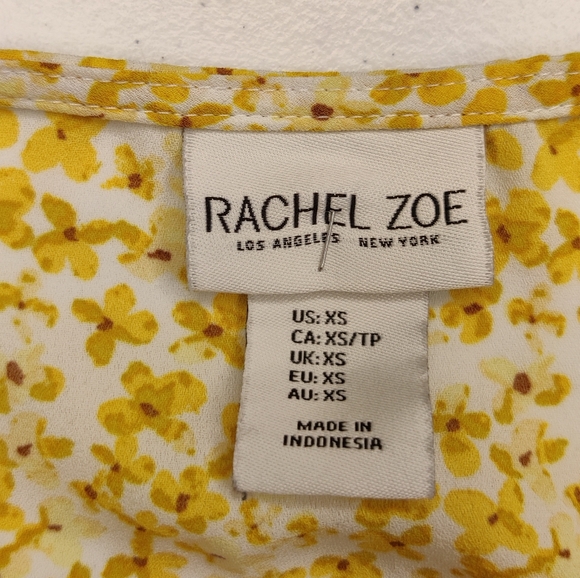 RACHEL ZOE
LOS ANGELES NEW YORK
US: XS
CA: XS/TP
UK: XS
EU: XS
AU: XS
MADE IN
INDONESIA